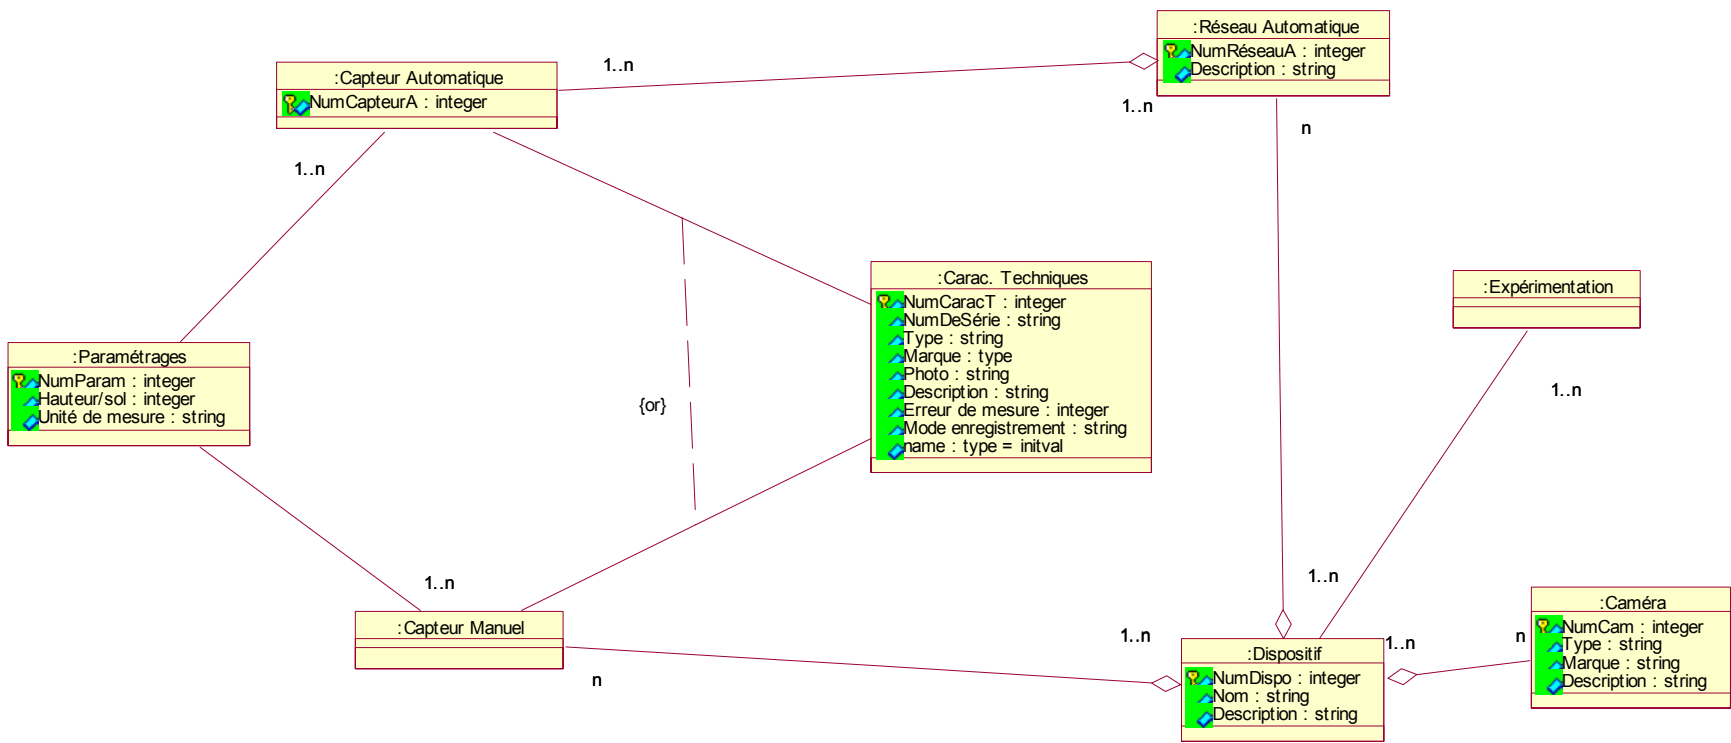 :Réseau Automatique
NumRéseauA : integer
Description : string
1..n
1..n
n
:Capteur Automatique
NumCapteurA : integer
1..n
:Carac. Techniques
NumCaracT : integer
NumDeSérie : string
Type : string
Marque : type
Photo : string
Description : string
Erreur de mesure : integer
Mode enregistrement : string
name : type = initval
:Expérimentation
1..n
:Paramétrages
NumParam : integer
Hauteur/sol : integer
Unité de mesure : string
{or}
1..n
:Capteur Manuel
n
1..n
1..n
:Dispositif
NumDispo : integer
Nom : string
Description : string
1..n
n
:Caméra
NumCam : integer
Type : string
Marque : string
Description : string